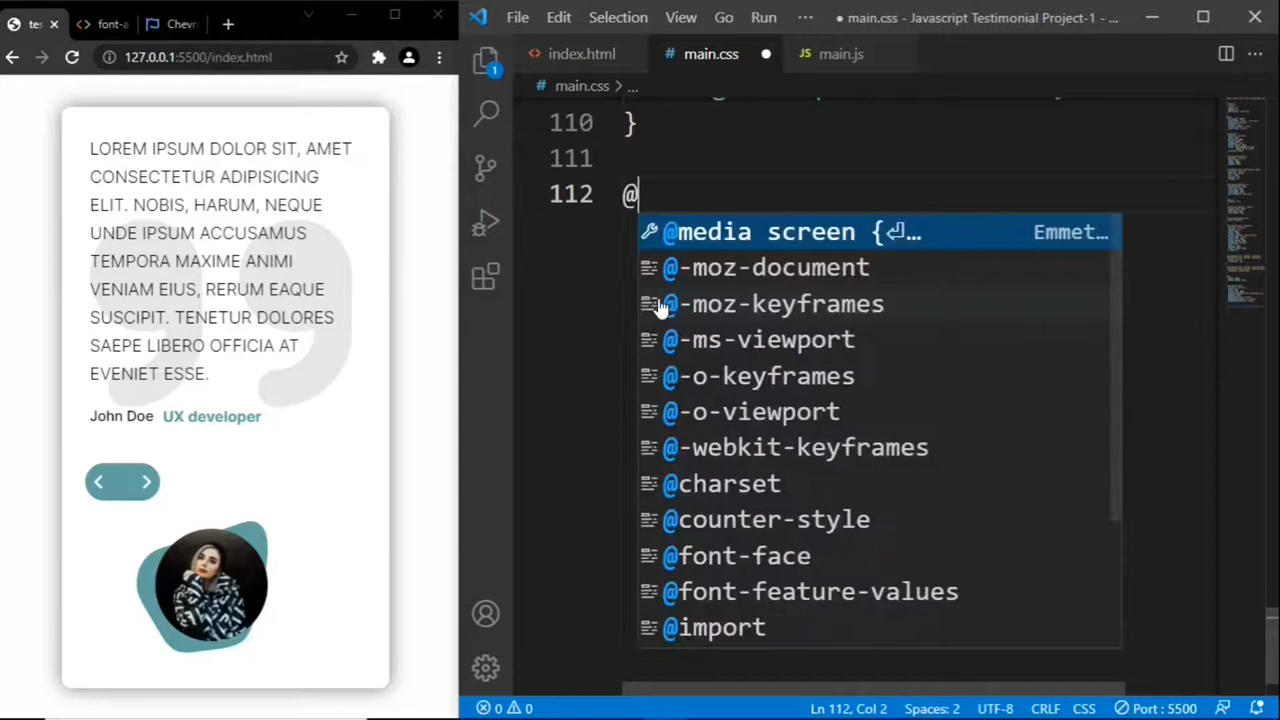 tes
font-a
Chevr
127.0.0.1:5500/index.html
LOREM IPSUM DOLOR SIT, AMET
CONSECTETUR ADIPISICING
ELIT. NOBIS, HARUM, NEQUE
UNDE IPSUM ACCUSAMUS
TEMPORA MAXIME ANIMI
VENIAM EIUS, RERUM EAQUE
SUSCIPIT. TENETUR DOLORES
SAEPE LIBERO OFFICIA AT
EVENIET ESSE.
John Doe UX developer
File Edit Selection View Go Run ··· ● main.css - Javascript Testimonial Project-1 - ...
index.html
# main.css ●
JS main.js
# main.css > ...
1
110 }
111
112 @
@media screen {⏎… Emmet…
@-moz-document
@-moz-keyframes
@-ms-viewport
@-o-keyframes
@-o-viewport
@-webkit-keyframes
@charset
@counter-style
@font-face
@font-feature-values
@import
0 0
Ln 112, Col 2 Spaces: 2 UTF-8 CRLF CSS Port : 5500